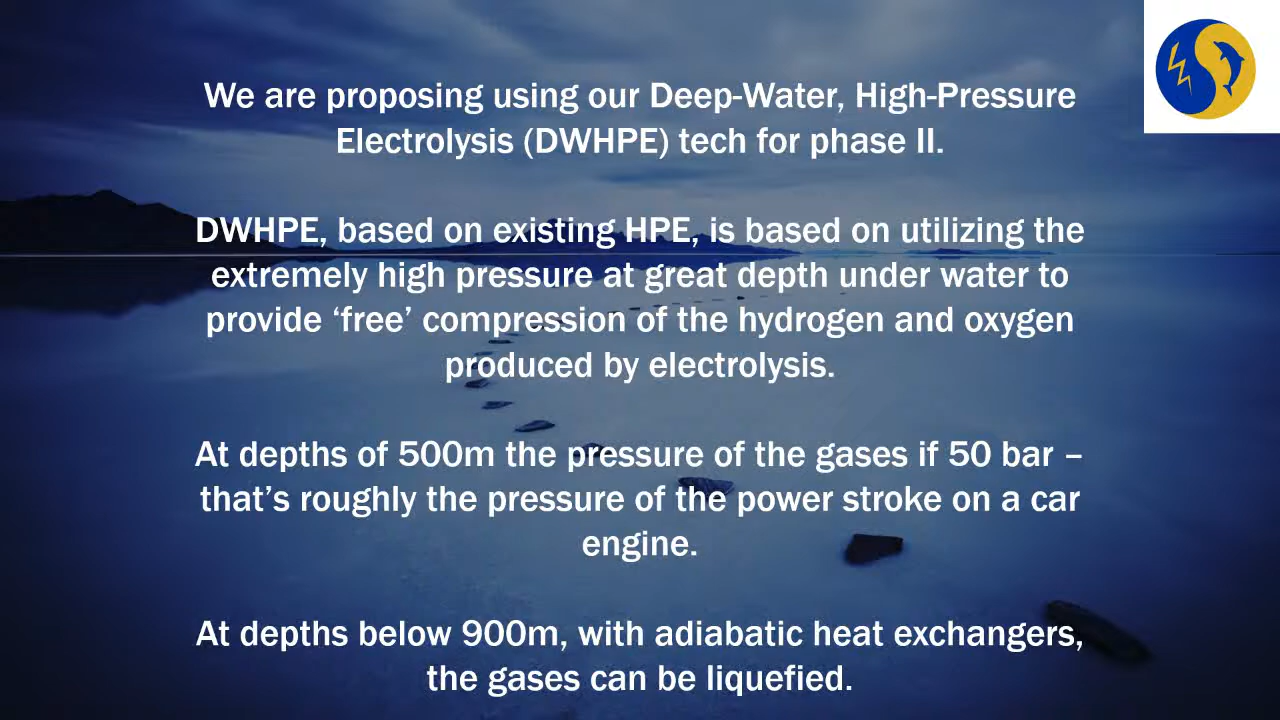 We are proposing using our Deep-Water, High-Pressure
Electrolysis (DWHPE) tech for phase II.
DWHPE, based on existing HPE, is based on utilizing the
extremely high pressure at great depth under water to
provide ‘free’ compression of the hydrogen and oxygen
produced by electrolysis.
At depths of 500m the pressure of the gases if 50 bar –
that’s roughly the pressure of the power stroke on a car
engine.
At depths below 900m, with adiabatic heat exchangers,
the gases can be liquefied.